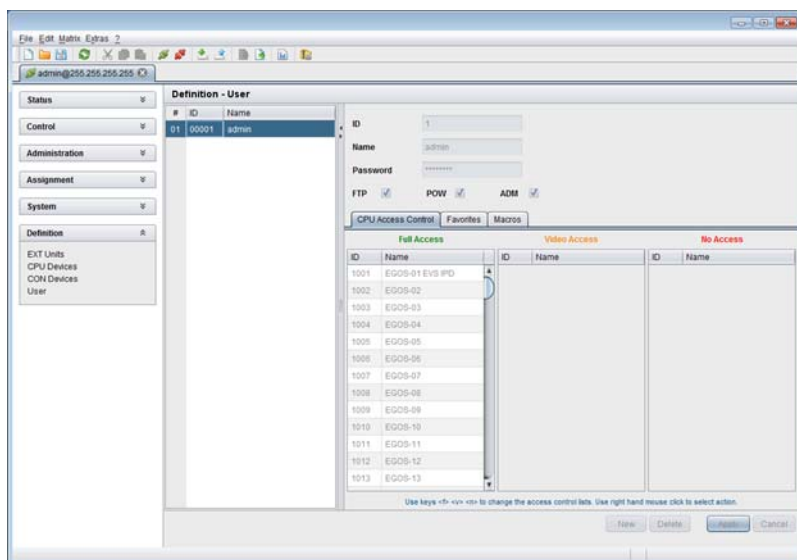 File Edit Matrix Extras ?
admin@255.255.255.255
Status
Control
Administration
Assignment
System
Definition
EXT Units
CPU Devices
CON Devices
User
Definition - User
# ID Name
01 00001 admin
ID 1
Name admin
Password ********
FTP POW ADM
CPU Access Control Favorites Macros
Full Access Video Access No Access
ID Name ID Name ID Name
1001 EGOS-01 EVS IPD
1002 EGOS-02
1003 EGOS-03
1004 EGOS-04
1005 EGOS-05
1006 EGOS-06
1007 EGOS-07
1008 EGOS-08
1009 EGOS-09
1010 EGOS-10
1011 EGOS-11
1012 EGOS-12
1013 EGOS-13
Use keys <f> <v> <n> to change the access control lists. Use right hand mouse click to select action.
New Delete Apply Cancel